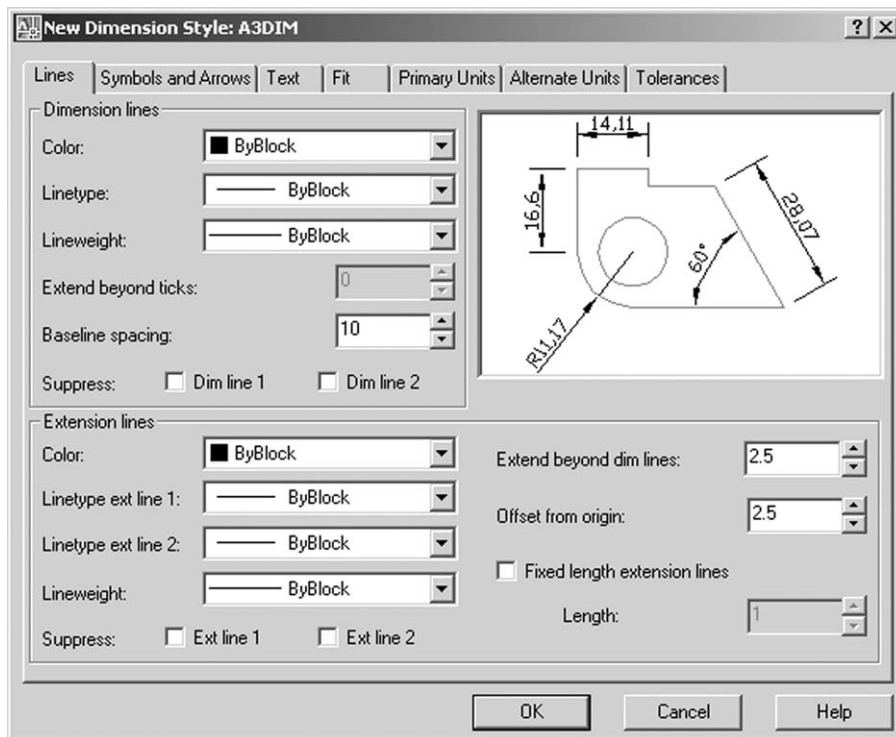 New Dimension Style: A3DIM
? X
Lines Symbols and Arrows Text Fit Primary Units Alternate Units Tolerances
Dimension lines
Color: ByBlock
Linetype: ByBlock
Lineweight: ByBlock
Extend beyond ticks: 0
Baseline spacing: 10
Suppress: Dim line 1 Dim line 2
14,11
16,6
28,07
60°
R11,17
Extension lines
Color: ByBlock
Linetype ext line 1: ByBlock
Linetype ext line 2: ByBlock
Lineweight: ByBlock
Suppress: Ext line 1 Ext line 2
Extend beyond dim lines: 2.5
Offset from origin: 2.5
Fixed length extension lines
Length: 1
OK Cancel Help